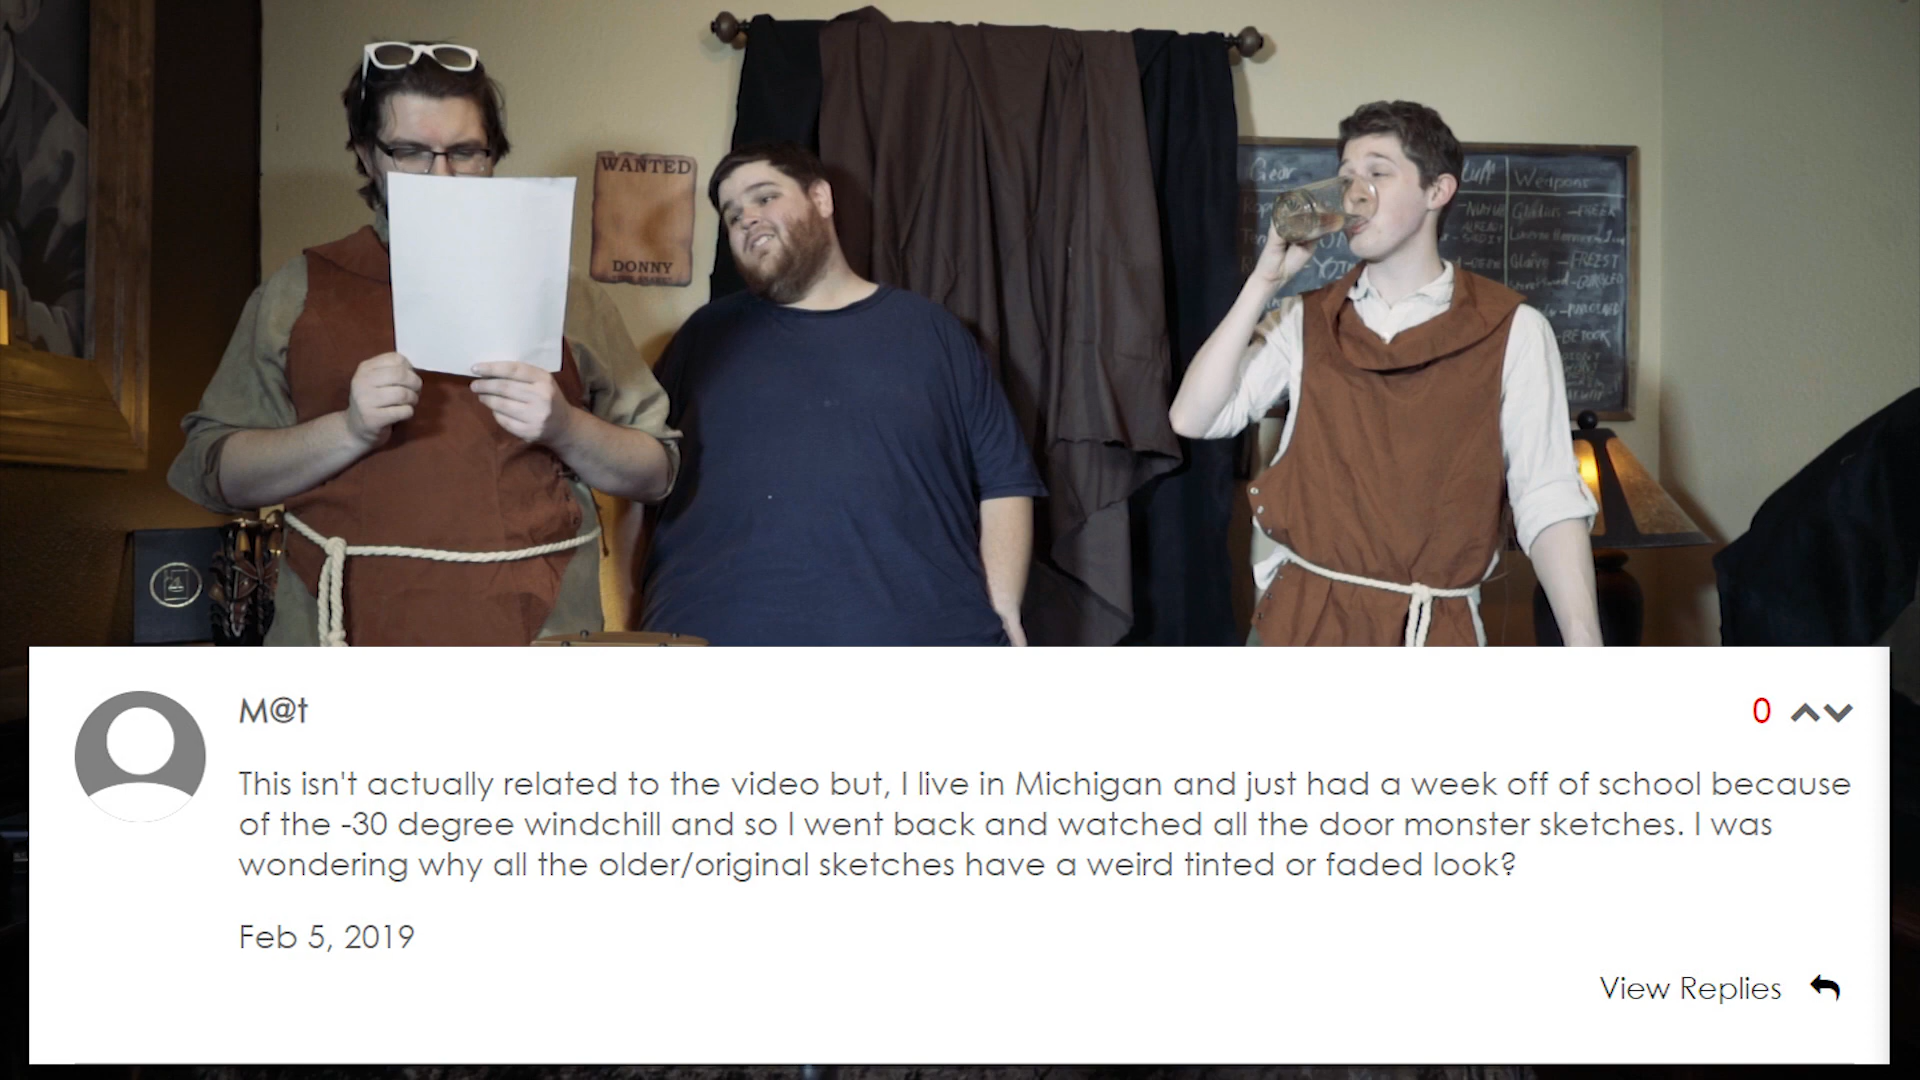 WANTED
DONNY
Gear
Weapons
M@t
0
This isn't actually related to the video but, I live in Michigan and just had a week off of school because
of the -30 degree windchill and so I went back and watched all the door monster sketches. I was
wondering why all the older/original sketches have a weird tinted or faded look?
Feb 5, 2019
View Replies